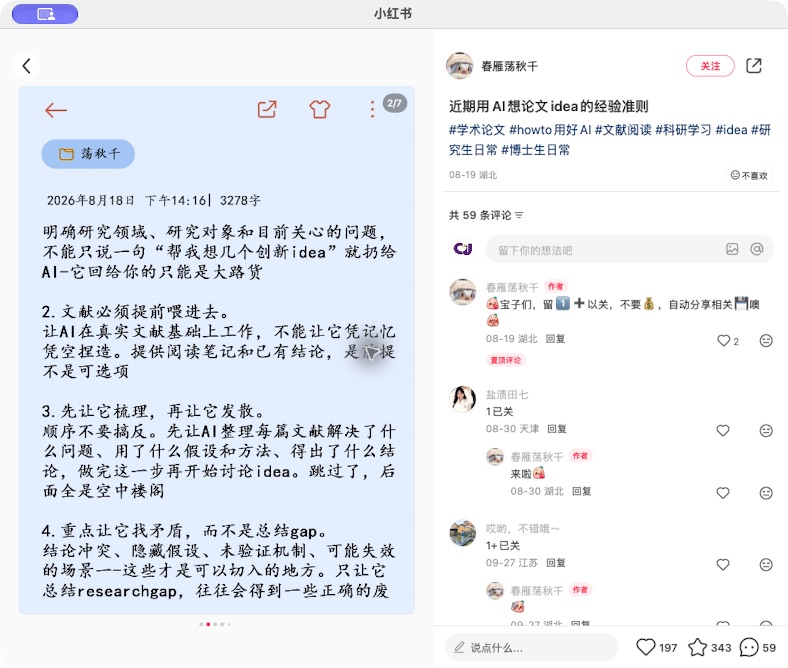 小红书
2/7
荡秋千
2026年8月18日 下午14:16| 3278字
明确研究领域、研究对象和目前关心的问题，
不能只说一句“帮我想几个创新idea”就扔给
AI-它回给你的只能是大路货
2.文献必须提前喂进去。
让AI在真实文献基础上工作，不能让它凭记忆
凭空捏造。提供阅读笔记和已有结论，是 提
不是可选项
3.先让它梳理，再让它发散。
顺序不要搞反。先让AI整理每篇文献解决了什
么问题、用了什么假设和方法、得出了什么结
论，做完这一步再开始讨论idea。跳过了，后
面全是空中楼阁
4.重点让它找矛盾，而不是总结gap。
结论冲突、隐藏假设、未验证机制、可能失效
的场景一-这些才是可以切入的地方。只让它
总结researchgap，往往会得到一些正确的废
春雁荡秋千
关注
近期用AI想论文idea的经验准则
#学术论文 #howto用好AI #文献阅读 #科研学习 #idea #研
究生日常 #博士生日常
08-19 湖北
不喜欢
共 59 条评论
CJ
留下你的想法吧
春雁荡秋千 作者
宝子们，留1️⃣➕以关，不要💰，自动分享相关💾噢
08-19 湖北 回复
2
置顶评论
盐渍田七
1已关
08-30 天津 回复
春雁荡秋千 作者
来啦
08-30 湖北 回复
哎哟，不错哦～
1+已关
09-27 江苏 回复
春雁荡秋千 作者
09-27 湖北 回复
说点什么...
197
343
59